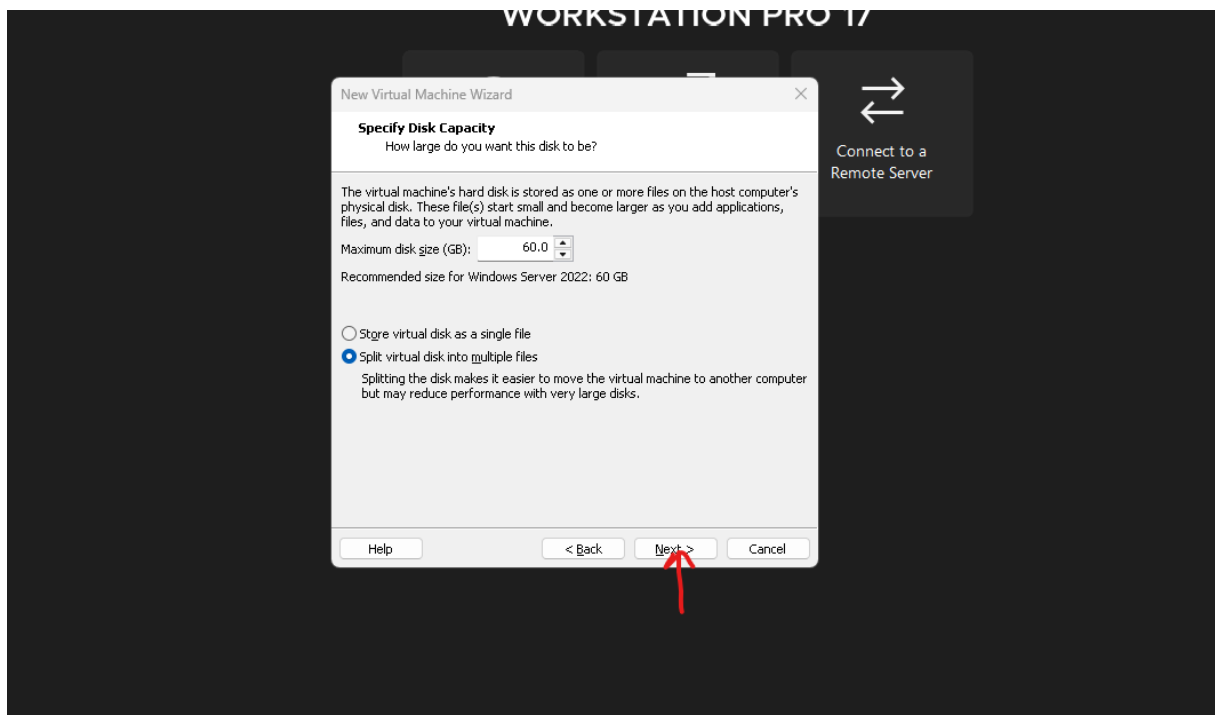 WORKSTATION PRO 17
New Virtual Machine Wizard
Specify Disk Capacity
How large do you want this disk to be?
Connect to a
Remote Server
The virtual machine's hard disk is stored as one or more files on the host computer's
physical disk. These file(s) start small and become larger as you add applications,
files, and data to your virtual machine.
Maximum disk size (GB): 60.0
Recommended size for Windows Server 2022: 60 GB
Store virtual disk as a single file
Split virtual disk into multiple files
Splitting the disk makes it easier to move the virtual machine to another computer
but may reduce performance with very large disks.
Help < Back Next > Cancel